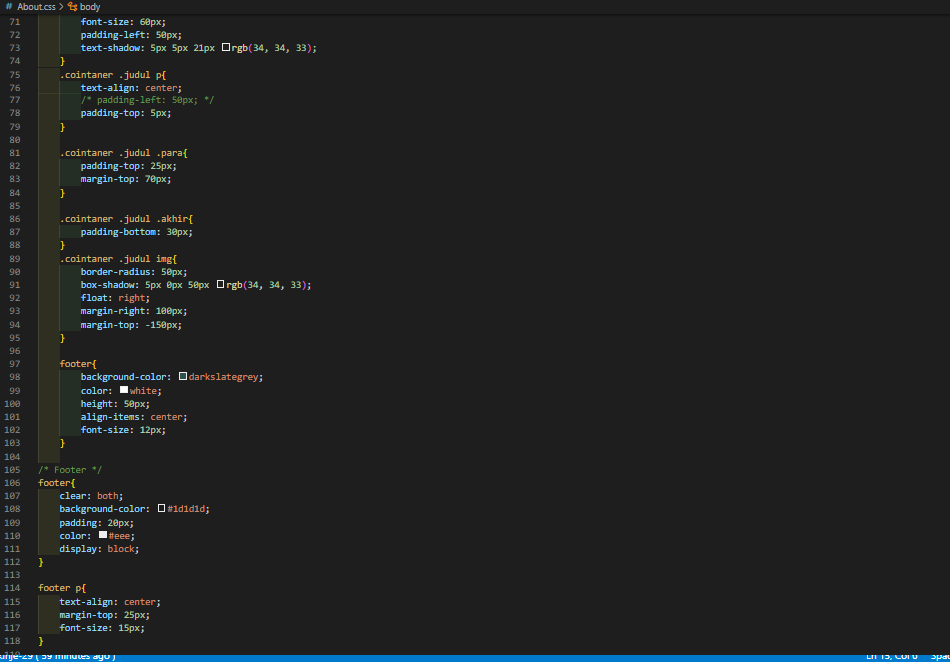 # About.css > body
71 font-size: 60px;
72 padding-left: 50px;
73 text-shadow: 5px 5px 21px rgb(34, 34, 33);
74 }
75 .cointaner .judul p{
76 text-align: center;
77 /* padding-left: 50px; */
78 padding-top: 5px;
79 }
80
81 .cointaner .judul .para{
82 padding-top: 25px;
83 margin-top: 70px;
84 }
85
86 .cointaner .judul .akhir{
87 padding-bottom: 30px;
88 }
89 .cointaner .judul img{
90 border-radius: 50px;
91 box-shadow: 5px 0px 50px rgb(34, 34, 33);
92 float: right;
93 margin-right: 100px;
94 margin-top: -150px;
95 }
96
97 footer{
98 background-color: darkslategrey;
99 color: white;
100 height: 50px;
101 align-items: center;
102 font-size: 12px;
103 }
104
105 /* Footer */
106 footer{
107 clear: both;
108 background-color: #1d1d1d;
109 padding: 20px;
110 color: #eee;
111 display: block;
112 }
113
114 footer p{
115 text-align: center;
116 margin-top: 25px;
117 font-size: 15px;
118 }
( 59 minutes ago ) Ln 15, Col 6